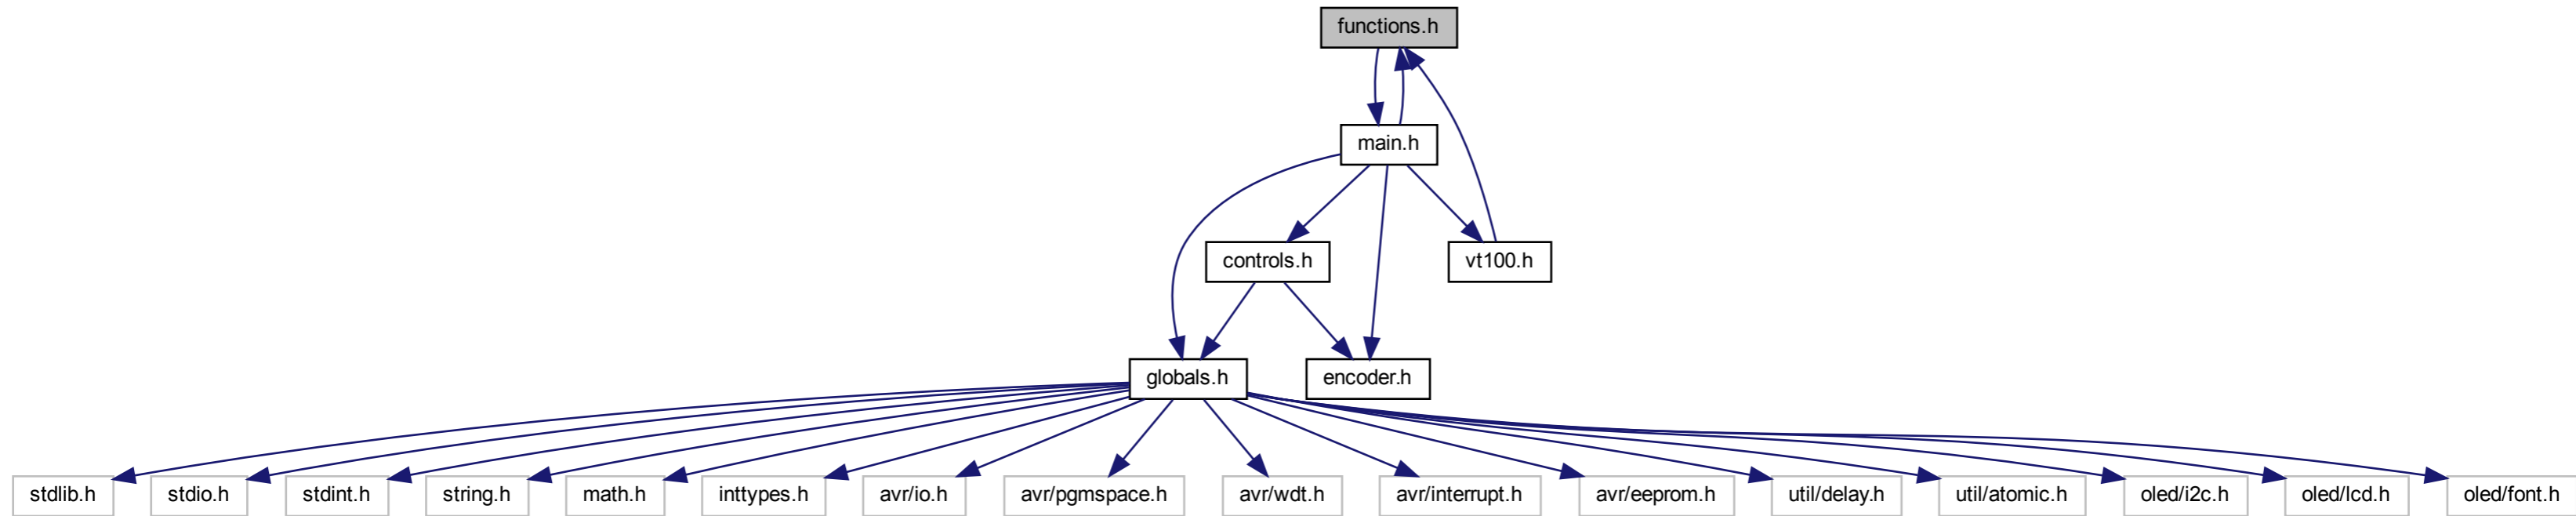 functions.h
main.h
controls.h
vt100.h
globals.h
encoder.h
stdlib.h
stdio.h
stdint.h
string.h
math.h
inttypes.h
avr/io.h
avr/pgmspace.h
avr/wdt.h
avr/interrupt.h
avr/eeprom.h
util/delay.h
util/atomic.h
oled/i2c.h
oled/lcd.h
oled/font.h